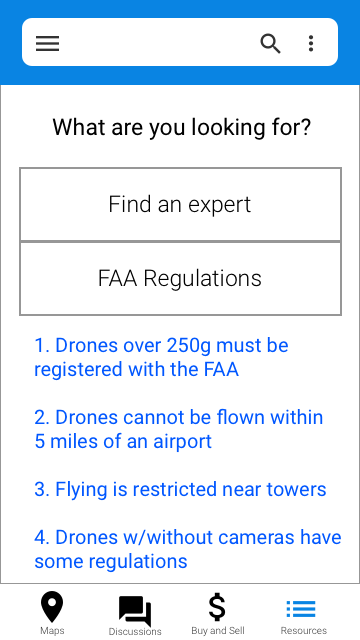 What are you looking for?
Find an expert
FAA Regulations
1. Drones over 250g must be
registered with the FAA
2. Drones cannot be flown within
5 miles of an airport
3. Flying is restricted near towers
4. Drones w/without cameras have
some regulations
$
Maps
Discussions
Buy and Sell
Resources